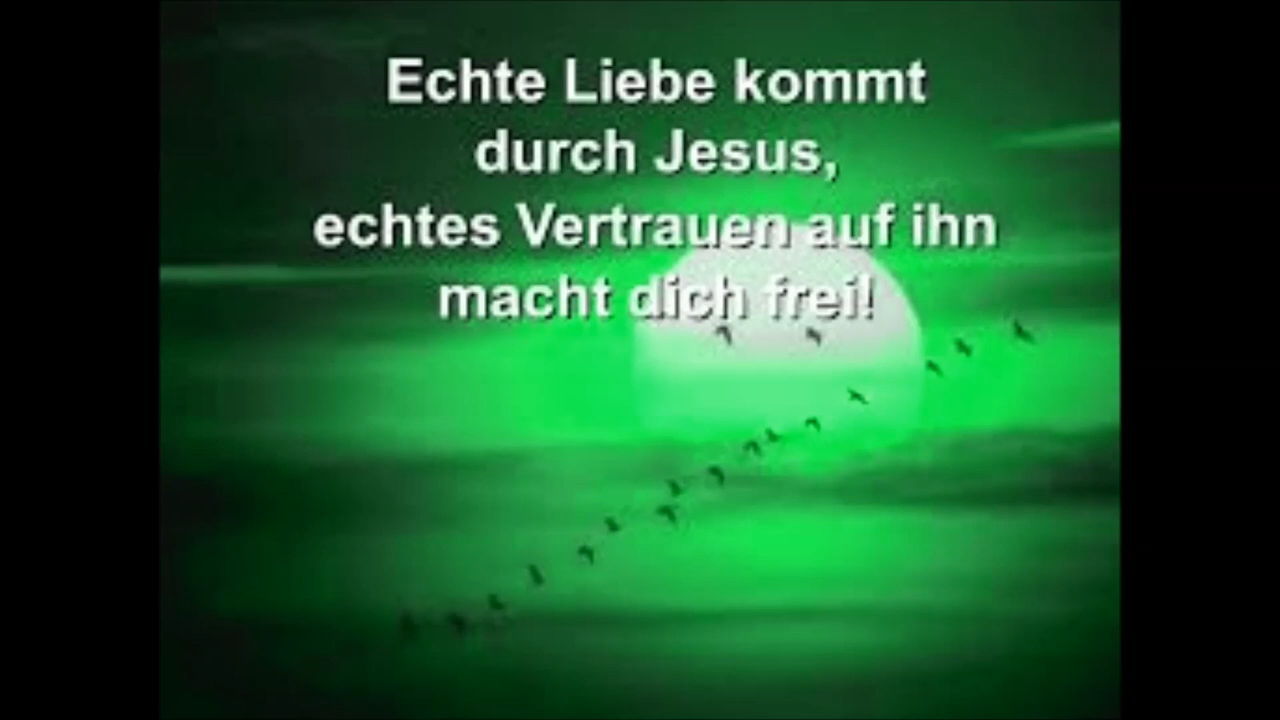 Echte Liebe kommt
durch Jesus,
echtes Vertrauen auf ihn
macht dich frei!